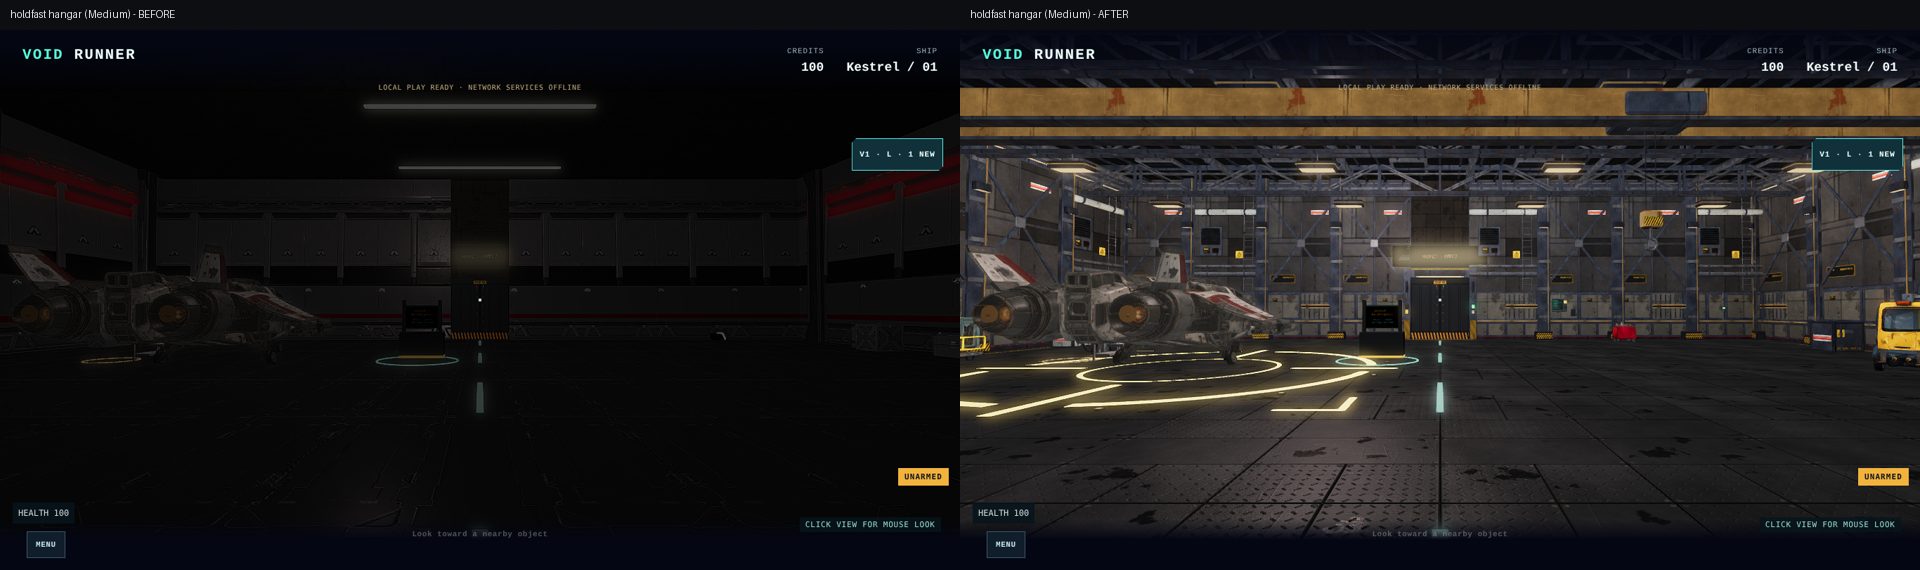 holdfast hangar (Medium) - BEFORE
VOID RUNNER
CREDITS
100
SHIP
Kestrel / 01
LOCAL PLAY READY · NETWORK SERVICES OFFLINE
V1 · L · 1 NEW
UNARMED
HEALTH 100
CLICK VIEW FOR MOUSE LOOK
Look toward a nearby object
MENU
holdfast hangar (Medium) - AFTER
VOID RUNNER
CREDITS
100
SHIP
Kestrel / 01
LOCAL PLAY READY · NETWORK SERVICES OFFLINE
V1 · L · 1 NEW
UNARMED
HEALTH 100
CLICK VIEW FOR MOUSE LOOK
Look toward a nearby object
MENU